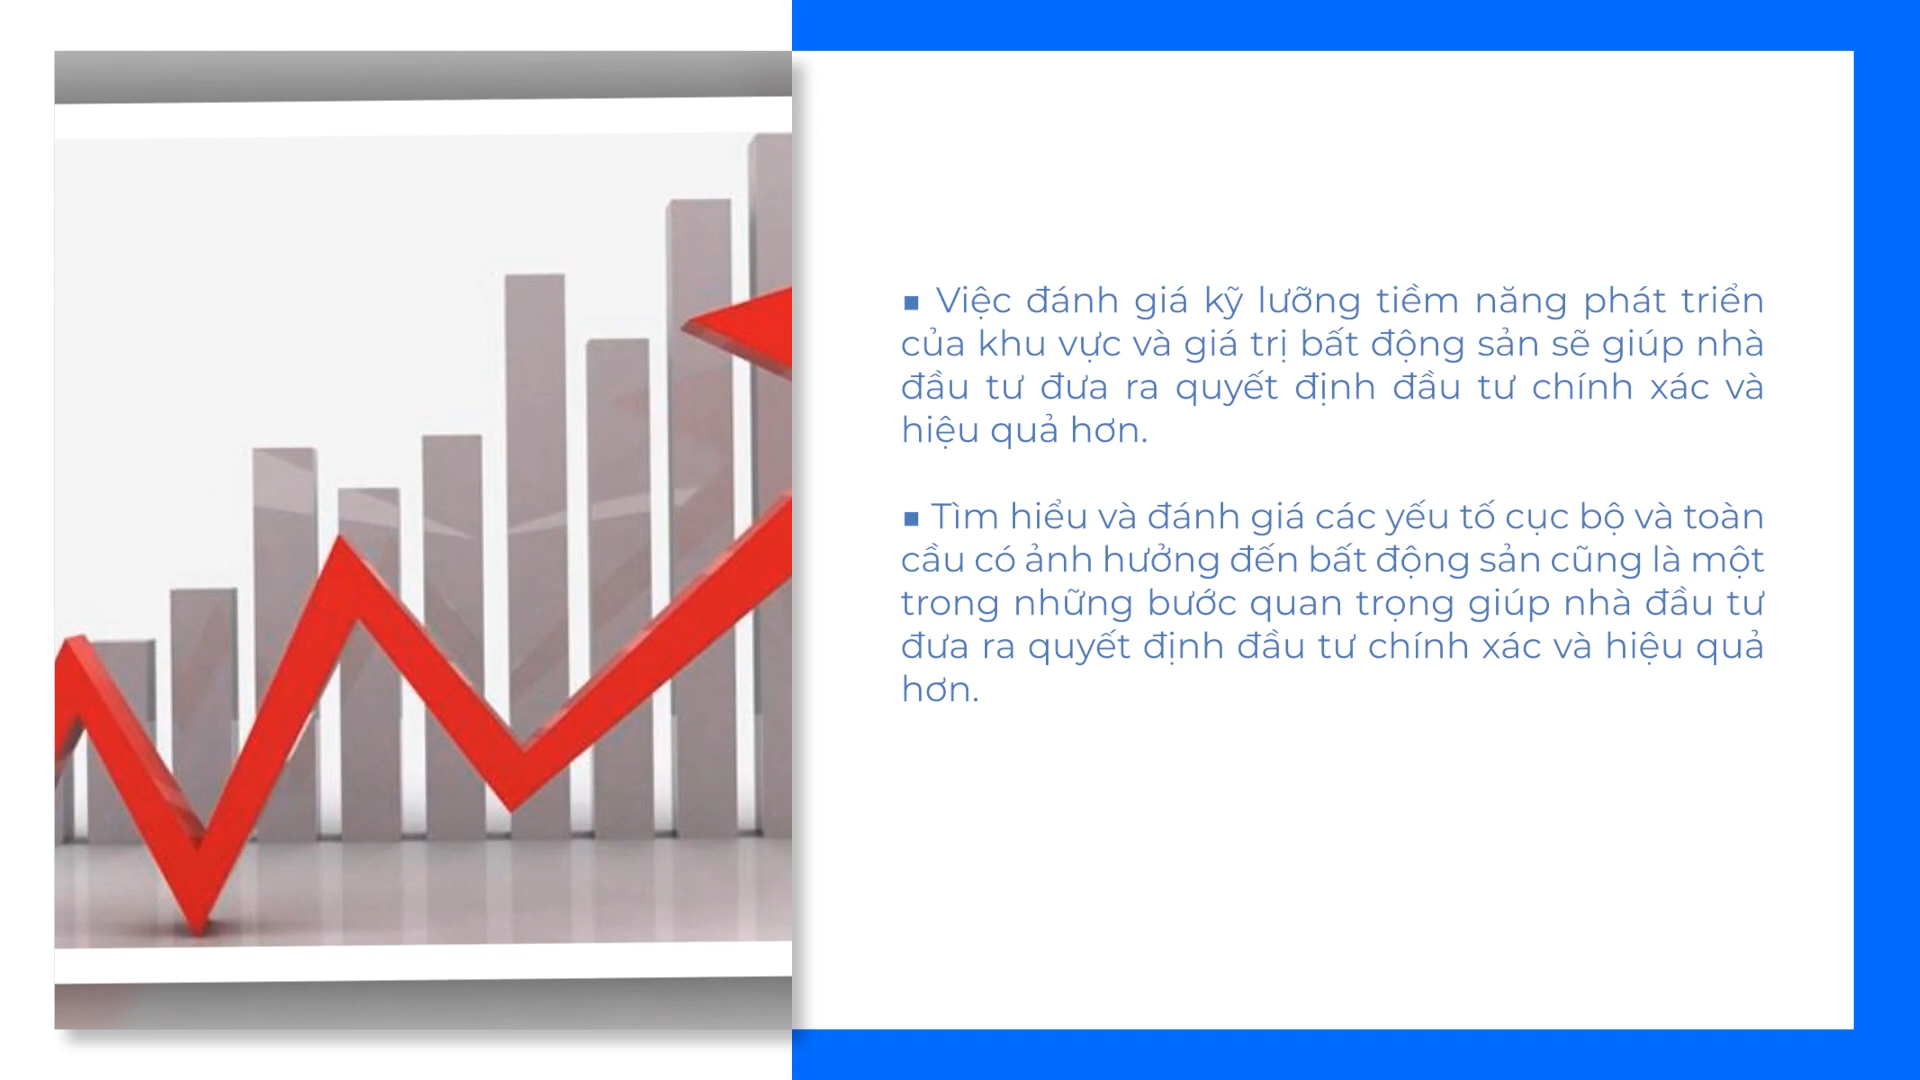 ▪ Việc đánh giá kỹ lưỡng tiềm năng phát triển
của khu vực và giá trị bất động sản sẽ giúp nhà
đầu tư đưa ra quyết định đầu tư chính xác và
hiệu quả hơn.
▪ Tìm hiểu và đánh giá các yếu tố cục bộ và toàn
cầu có ảnh hưởng đến bất động sản cũng là một
trong những bước quan trọng giúp nhà đầu tư
đưa ra quyết định đầu tư chính xác và hiệu quả
hơn.